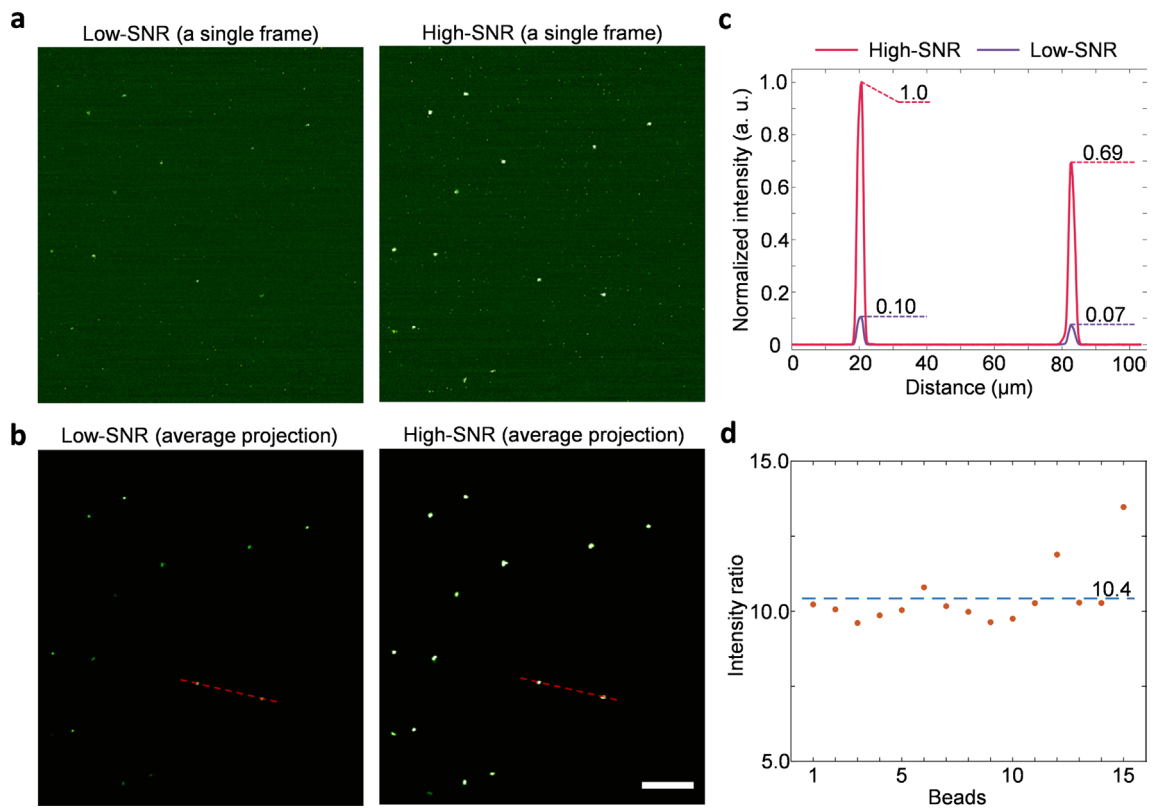 a
Low-SNR (a single frame)
High-SNR (a single frame)
b
Low-SNR (average projection)
High-SNR (average projection)
c
High-SNR
Low-SNR
Normalized intensity (a. u.)
1.0
0.8
0.6
0.4
0.2
0
1.0
0.69
0.10
0.07
0 20 40 60 80 100
Distance (μm)
d
Intensity ratio
15.0
10.0
5.0
10.4
1 5 10 15
Beads